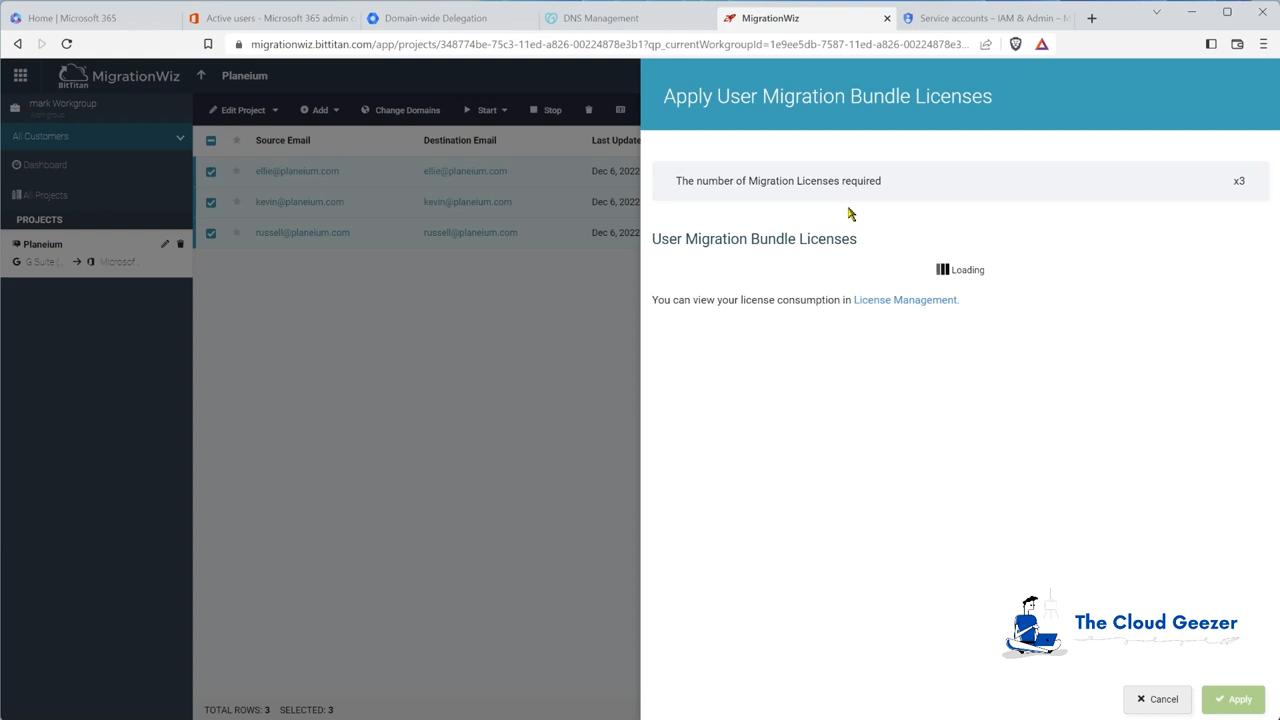 Home | Microsoft 365
Active users - Microsoft 365 admin c
Domain-wide Delegation
DNS Management
MigrationWiz
Service accounts – IAM & Admin – M
migrationwiz.bittitan.com/app/projects/348774be-75c3-11ed-a826-00224878e3b1?qp_currentWorkgroupId=1e9ee5db-7587-11ed-a826-00224878e3...
BitTitan
MigrationWiz
Planeium
Apply User Migration Bundle Licenses
mark Workgroup
Workgroup
Edit Project
Add
Change Domains
Start
Stop
All Customers
Source Email
Destination Email
Last Update
Dashboard
ellie@planeium.com
ellie@planeium.com
Dec 6, 2022
The number of Migration Licenses required
x3
All Projects
kevin@planeium.com
kevin@planeium.com
Dec 6, 2022
PROJECTS
russell@planeium.com
russell@planeium.com
Dec 6, 2022
User Migration Bundle Licenses
Planeium
G Suite (...
Microsof...
Loading
You can view your license consumption in License Management.
The Cloud Geezer
Cancel
Apply
TOTAL ROWS: 3 SELECTED: 3